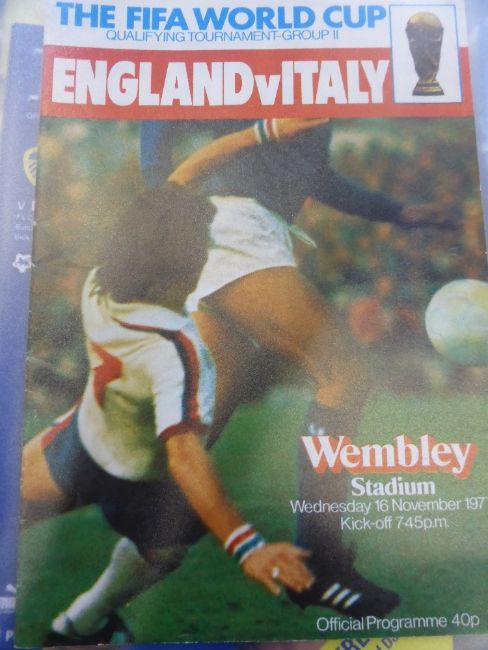 THE FIFA WORLD CUP
QUALIFYING TOURNAMENT-GROUP II
ENGLANDvITALY
Wembley
Stadium
Wednesday 16 November 197
Kick-off 7·45p.m.
Official Programme 40p